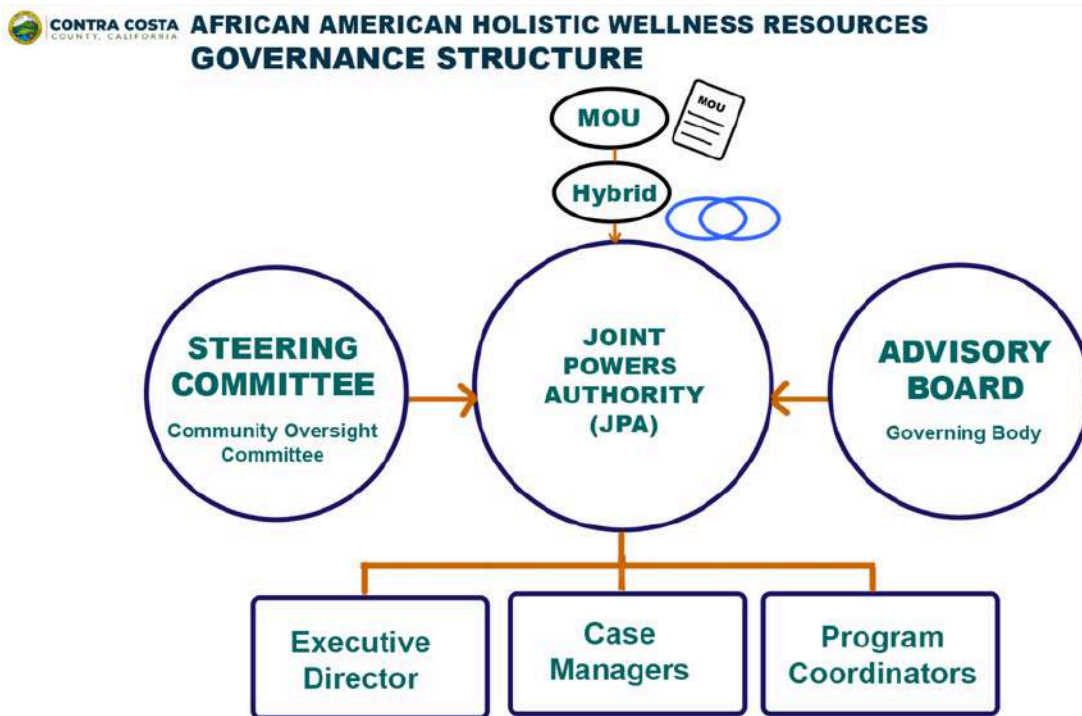 CONTRA COSTA
COUNTY, CALIFORNIA
AFRICAN AMERICAN HOLISTIC WELLNESS RESOURCES
GOVERNANCE STRUCTURE
MOU
MOU
Hybrid
STEERING
COMMITTEE
Community Oversight
Committee
JOINT
POWERS
AUTHORITY
(JPA)
ADVISORY
BOARD
Governing Body
Executive
Director
Case
Managers
Program
Coordinators